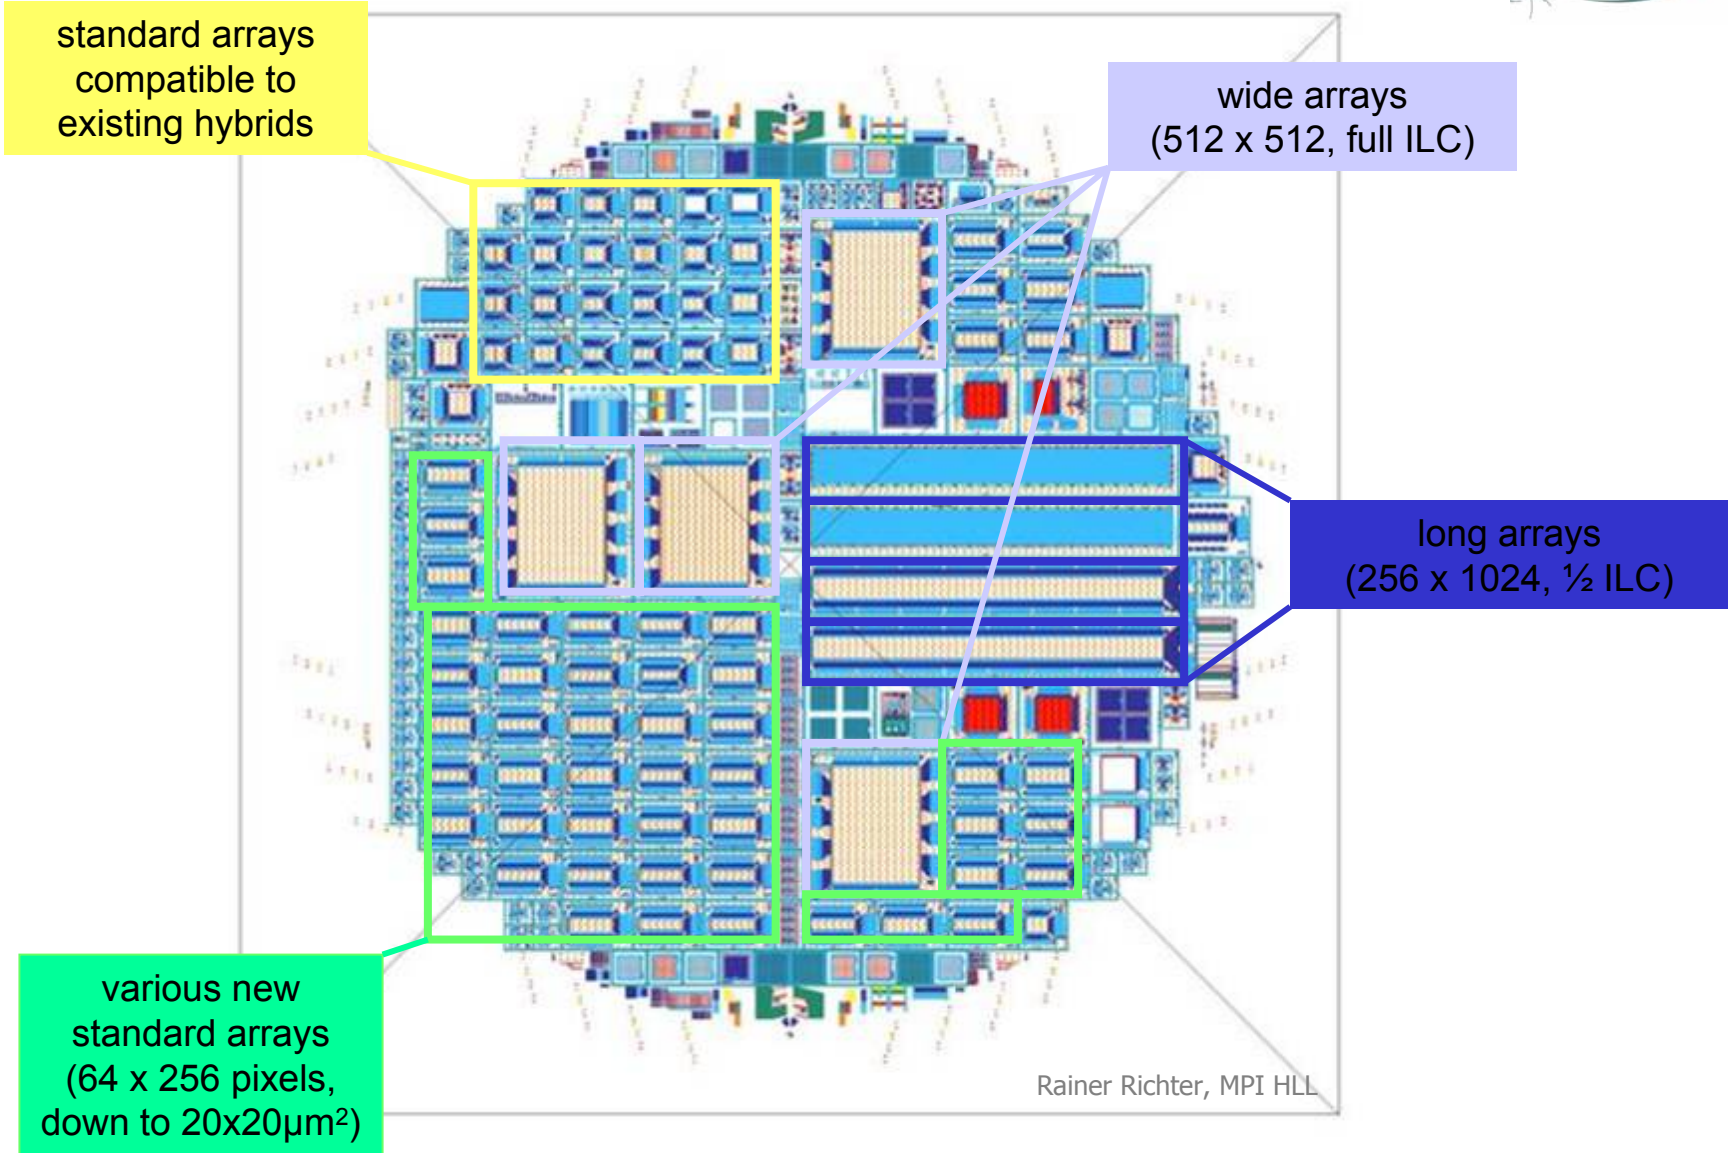 standard arrays
compatible to
existing hybrids
wide arrays
(512 x 512, full ILC)
long arrays
(256 x 1024, ½ ILC)
various new
standard arrays
(64 x 256 pixels,
down to 20x20µm²)
Rainer Richter, MPI HLL